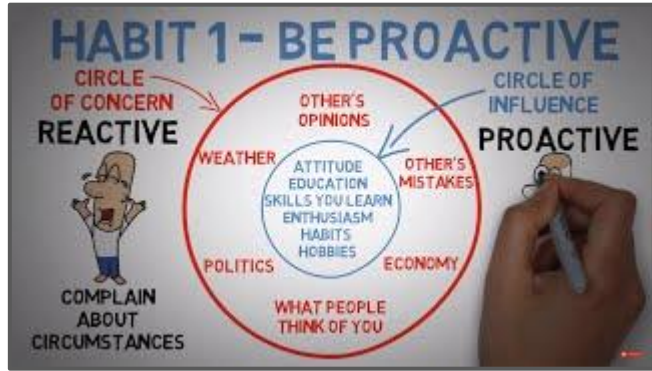 HABIT 1 - BE PROACTIVE
CIRCLE
OF CONCERN
REACTIVE
COMPLAIN
ABOUT
CIRCUMSTANCES
OTHER'S
OPINIONS
WEATHER
OTHER'S
MISTAKES
POLITICS
ECONOMY
WHAT PEOPLE
THINK OF YOU
ATTITUDE
EDUCATION
SKILLS YOU LEARN
ENTHUSIASM
HABITS
HOBBIES
CIRCLE OF
INFLUENCE
PROACTIVE